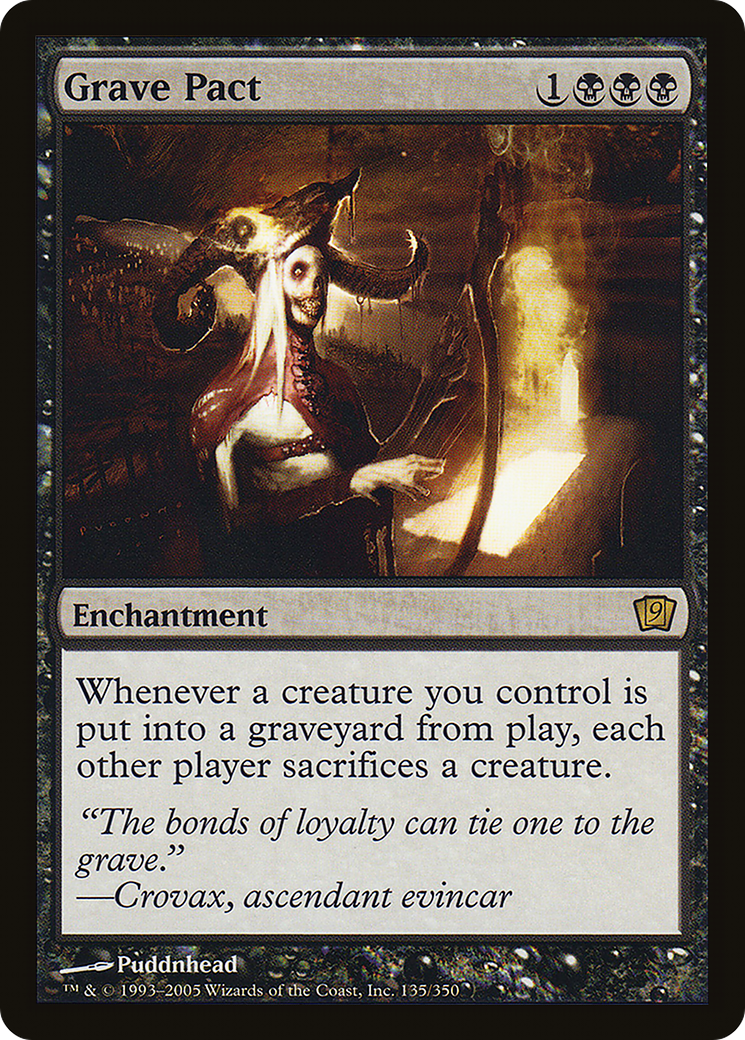 Grave Pact 1
Enchantment 9
Whenever a creature you control is
put into a graveyard from play, each
other player sacrifices a creature.
“The bonds of loyalty can tie one to the
grave.”
—Crovax, ascendant evincar
Puddnhead
™ & © 1993–2005 Wizards of the Coast, Inc. 135/350